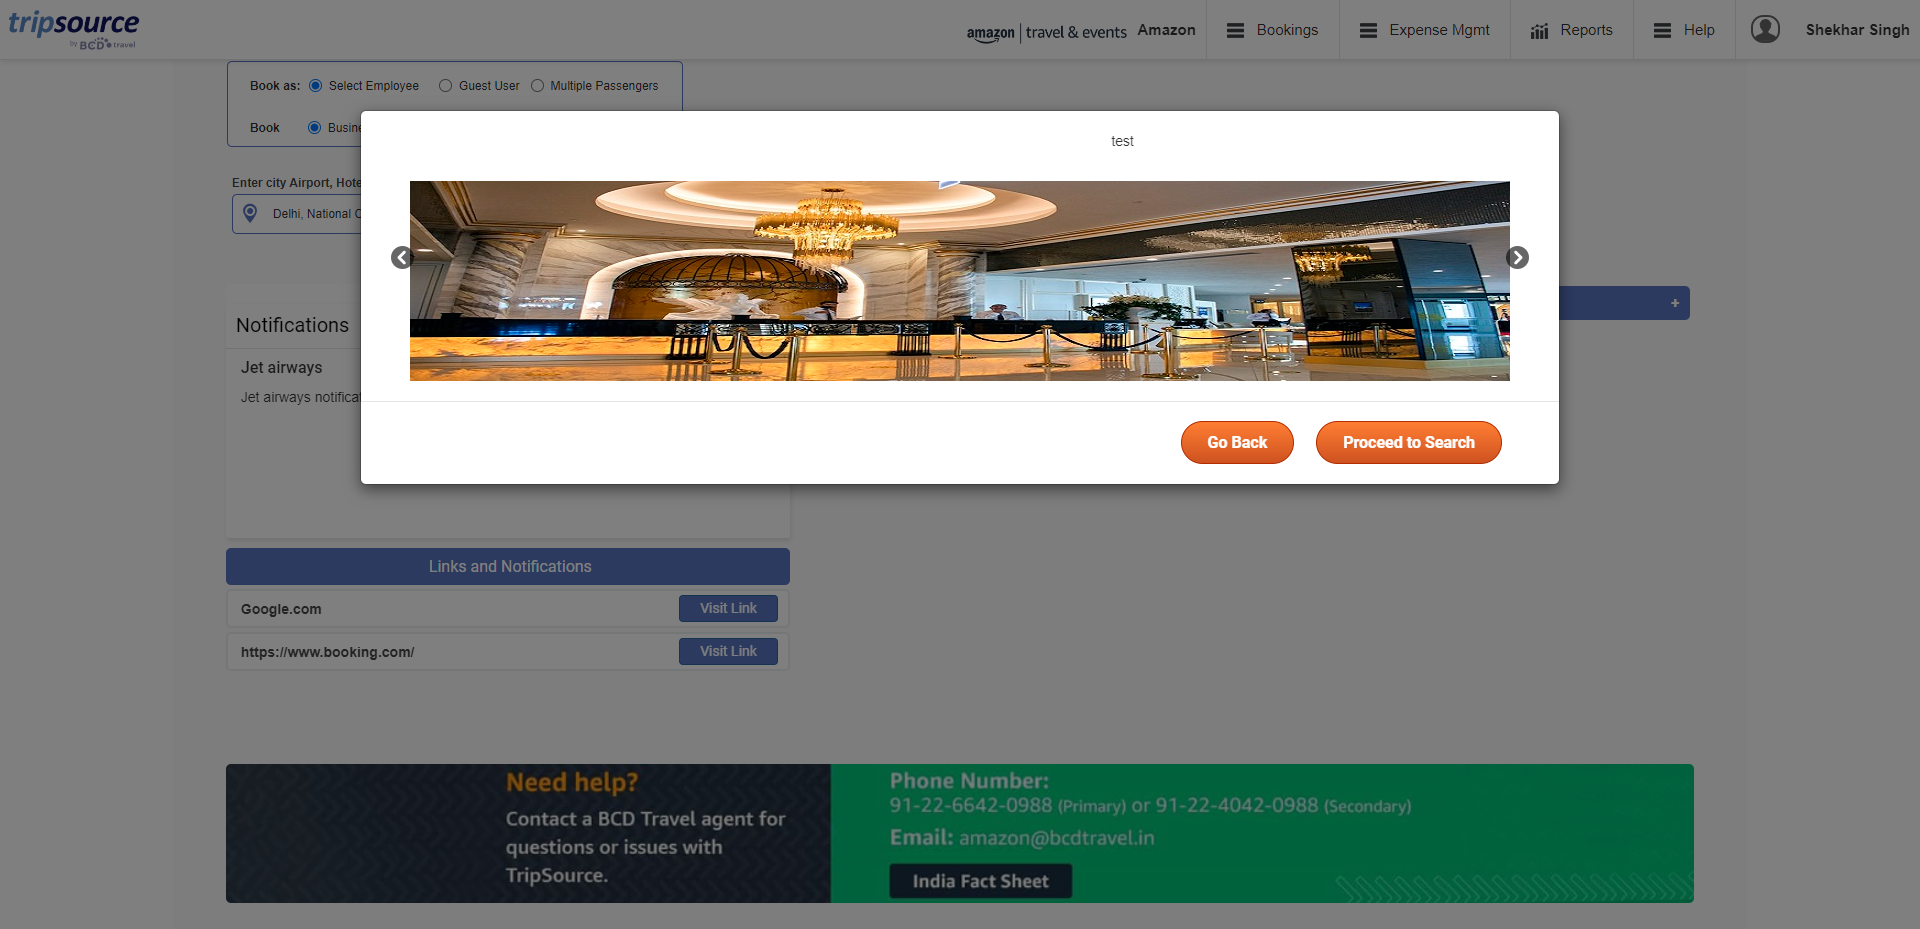 tripsource
by BCD travel
amazon | travel & events Amazon
Bookings
Expense Mgmt
Reports
Help
Shekhar Singh
Book as: Select Employee Guest User Multiple Passengers
Book
test
Enter city Airport,
Delhi, National
+
Notifications
Jet airways
Jet airways
Go Back
Proceed to Search
Links and Notifications
Google.com
Visit Link
https://www.booking.com/
Visit Link
Need help?
Contact a BCD Travel agent for
questions or issues with
TripSource.
Phone Number:
91-22-6642-0988 (Primary) or 91-22-4042-0988 (Secondary)
Email: amazon@bcdtravel.in
India Fact Sheet